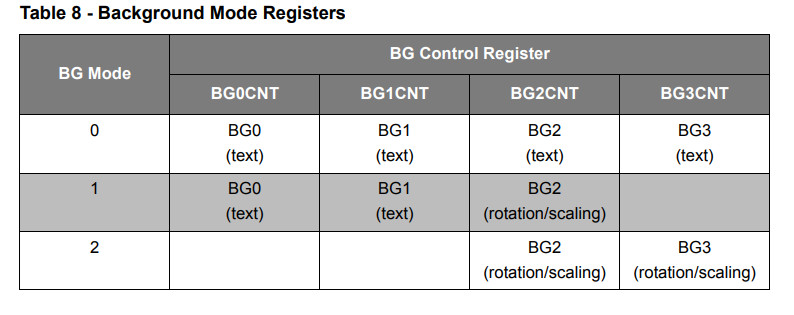 Table 8 - Background Mode Registers
BG Mode
BG Control Register
BG0CNT BG1CNT BG2CNT BG3CNT
0 BG0 BG1 BG2 BG3
(text) (text) (text) (text)
1 BG0 BG1 BG2
(text) (text) (rotation/scaling)
2 BG2 BG3
(rotation/scaling) (rotation/scaling)